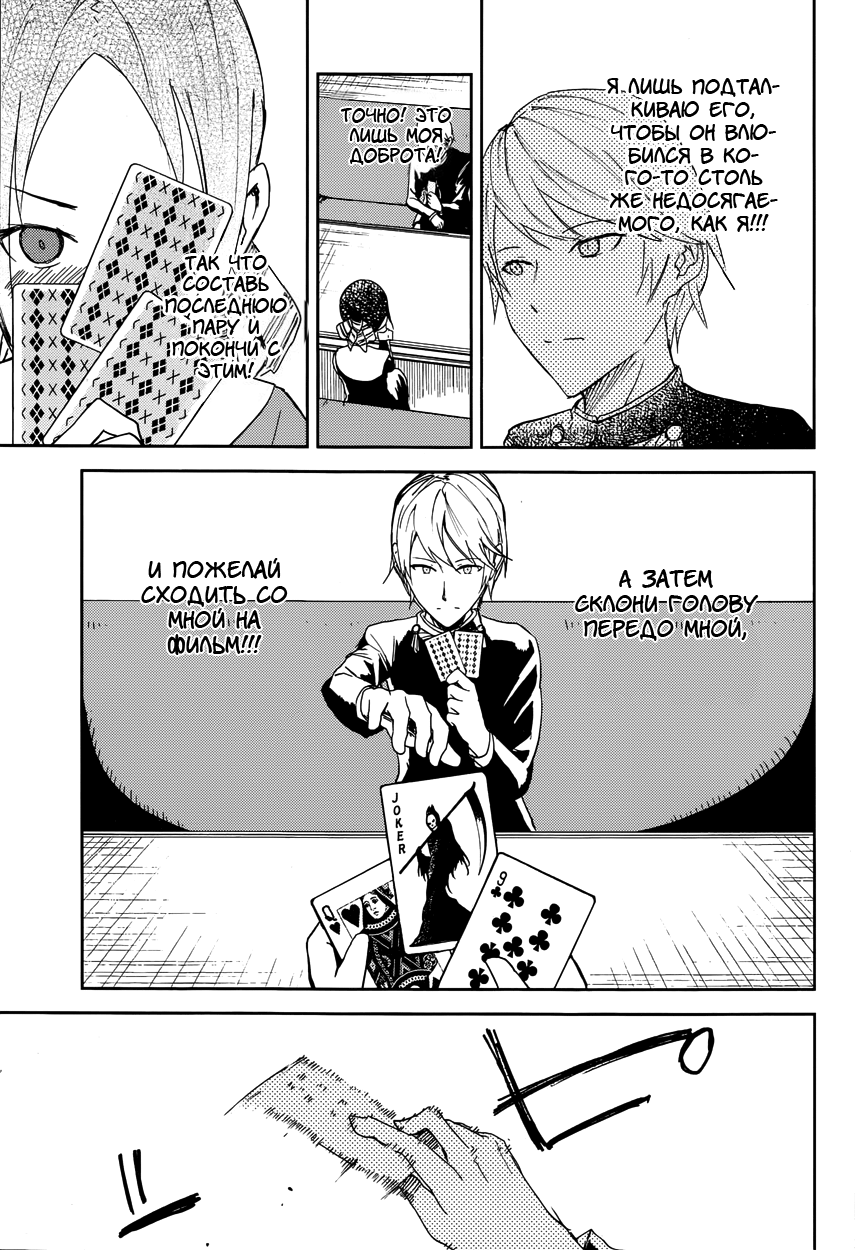 Я ЛИШЬ ПОДТАЛ-
КИВАЮ ЕГО,
ЧТОБЫ ОН ВЛЮ-
БИЛСЯ В КО-
ГО-ТО СТОЛЬ
ЖЕ НЕДОСЯГАЕ-
МОГО, КАК Я!!!
ТОЧНО! ЭТО
ЛИШЬ МОЯ
ДОБРОТА!
ТАК ЧТО
СОСТАВЬ
ПОСЛЕДНЮЮ
ПАРУ И
ПОКОНЧИ С
ЭТИМ!
А ЗАТЕМ
СКЛОНИ ГОЛОВУ
ПЕРЕДО МНОЙ,
И ПОЖЕЛАЙ
СХОДИТЬ СО
МНОЙ НА
ФИЛЬМ!!!
JOKER
Q
9
ピ